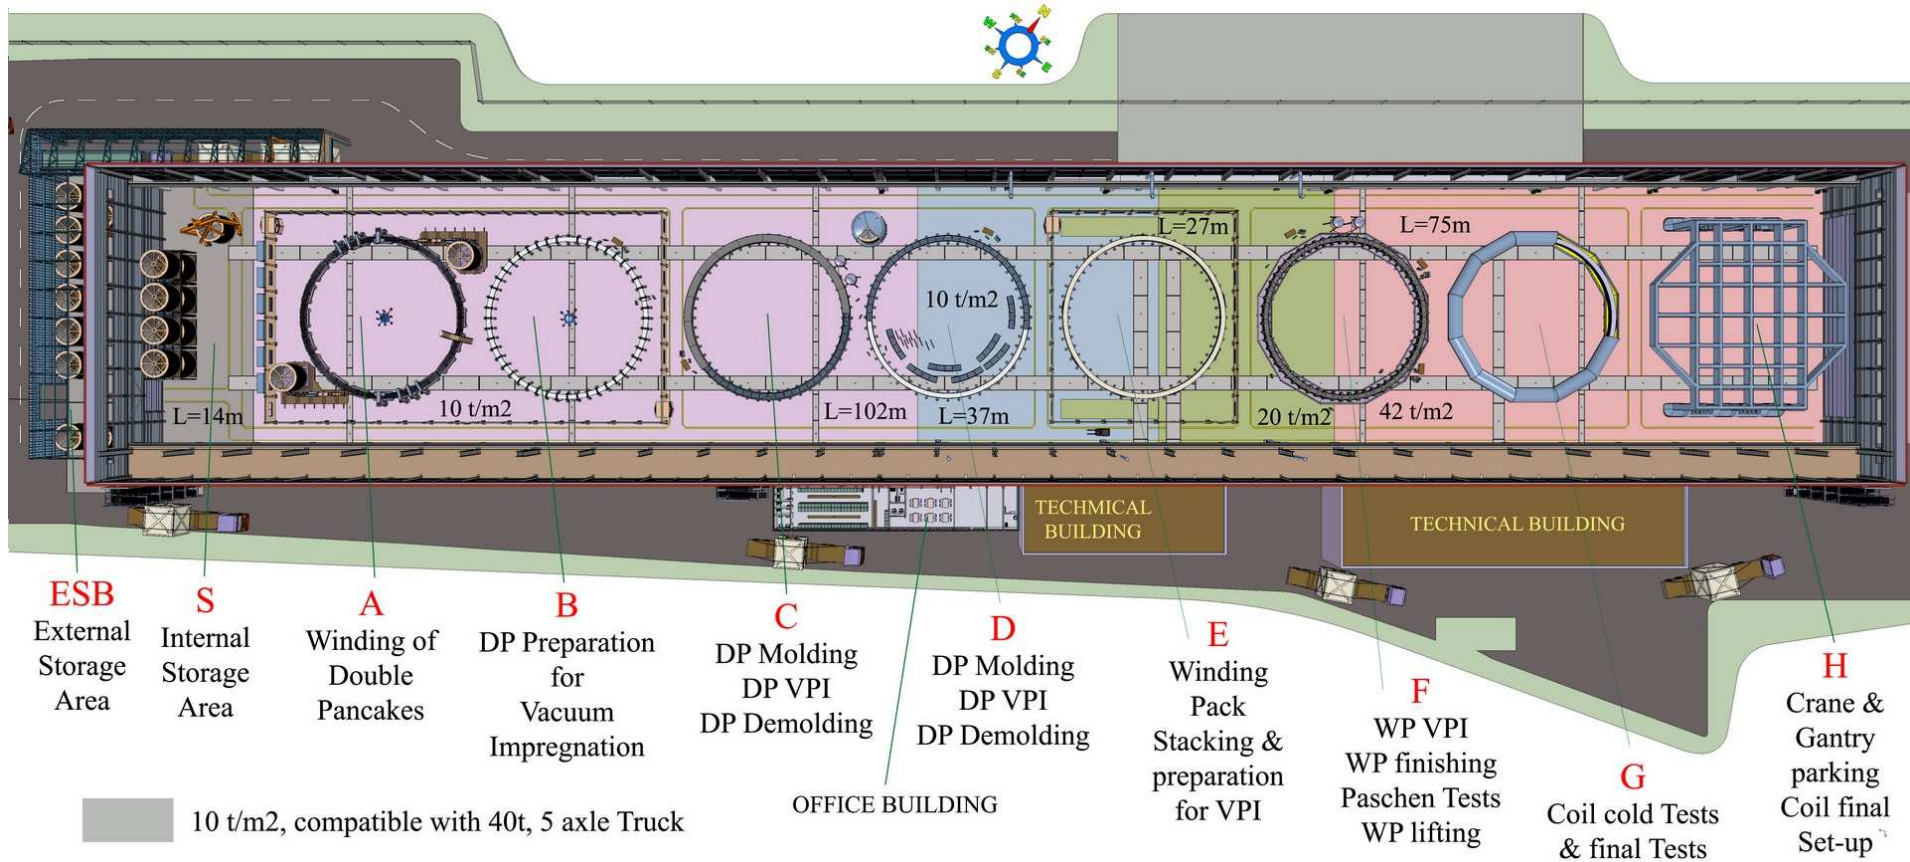 N
W
E
S
L=27m
L=75m
10 t/m2
L=14m
10 t/m2
L=102m
L=37m
20 t/m2
42 t/m2
TECHMICAL
BUILDING
TECHNICAL BUILDING
ESB
External
Storage
Area
S
Internal
Storage
Area
A
Winding of
Double
Pancakes
B
DP Preparation
for
Vacuum
Impregnation
C
DP Molding
DP VPI
DP Demolding
D
DP Molding
DP VPI
DP Demolding
E
Winding
Pack
Stacking &
preparation
for VPI
F
WP VPI
WP finishing
Paschen Tests
WP lifting
G
Coil cold Tests
& final Tests
H
Crane &
Gantry
parking
Coil final
Set-up
OFFICE BUILDING
10 t/m2, compatible with 40t, 5 axle Truck